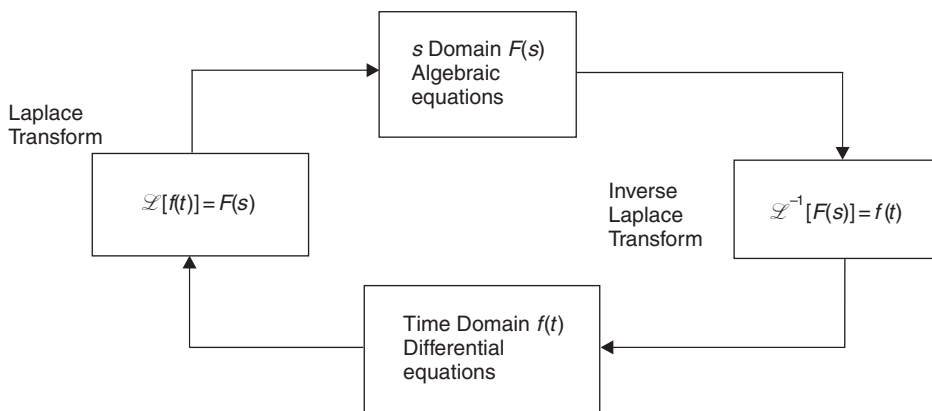 s Domain F(s)
Algebraic
equations
Laplace
Transform
ℒ[f(t)] = F(s)
Inverse
Laplace
Transform
ℒ⁻¹[F(s)] = f(t)
Time Domain f(t)
Differential
equations